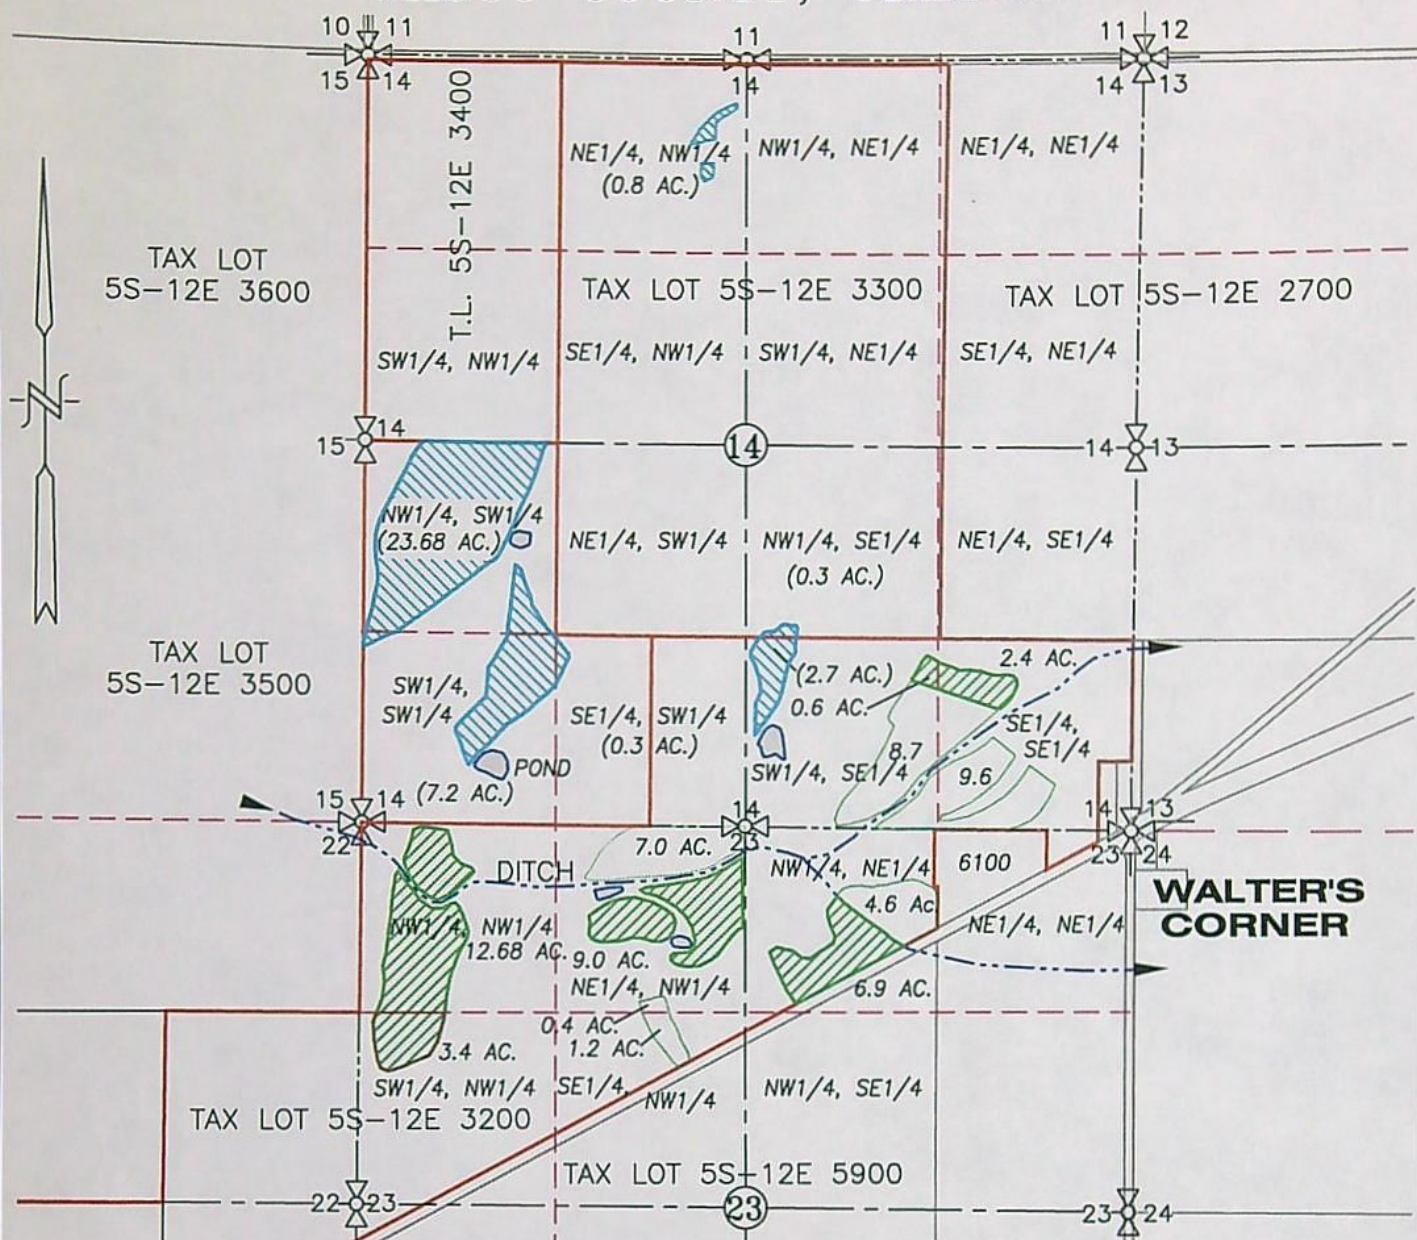 10 11
11
11 12
15 14
14
14 13
T.L. 5S-12E 3400
NE1/4, NW1/4
(0.8 AC.)
NW1/4, NE1/4
NE1/4, NE1/4
TAX LOT
5S-12E 3600
TAX LOT 5S-12E 3300
TAX LOT 5S-12E 2700
SW1/4, NW1/4
SE1/4, NW1/4
SW1/4, NE1/4
SE1/4, NE1/4
N
15 14
14
14 13
NW1/4, SW1/4
(23.68 AC.)
NE1/4, SW1/4
NW1/4, SE1/4
(0.3 AC.)
NE1/4, SE1/4
TAX LOT
5S-12E 3500
SW1/4,
SW1/4
SE1/4, SW1/4
(0.3 AC.)
(2.7 AC.)
0.6 AC.
2.4 AC.
SE1/4,
SE1/4
8.7
9.6
SW1/4, SE1/4
POND
(7.2 AC.)
15 14
22
14
23
14 13
23 24
7.0 AC.
DITCH
NW1/4, NE1/4
6100
4.6 Ac
WALTER'S
CORNER
NW1/4, NW1/4
12.68 AC.
9.0 AC.
NE1/4, NW1/4
NE1/4, NE1/4
6.9 AC.
0.4 AC.
1.2 AC.
3.4 AC.
SW1/4, NW1/4
SE1/4,
NW1/4
NW1/4, SE1/4
TAX LOT 5S-12E 3200
TAX LOT 5S-12E 5900
22 23
23
23 24